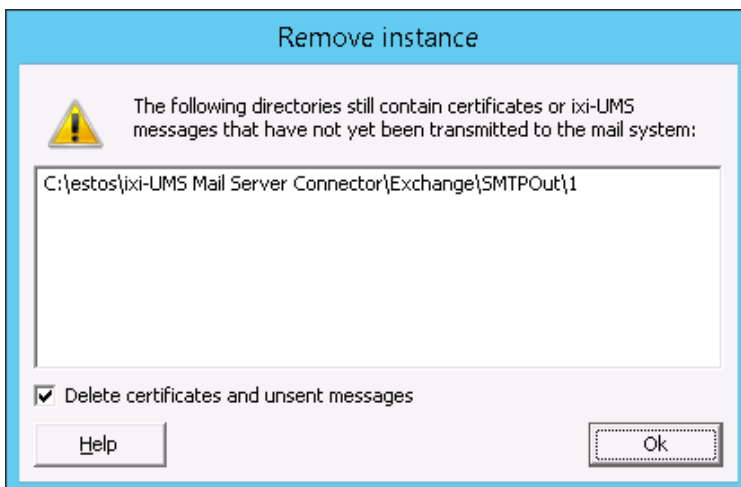 Remove instance
The following directories still contain certificates or ixi-UMS
messages that have not yet been transmitted to the mail system:
C:\estos\ixi-UMS Mail Server Connector\Exchange\SMTPOut\1
Delete certificates and unsent messages
Help
Ok